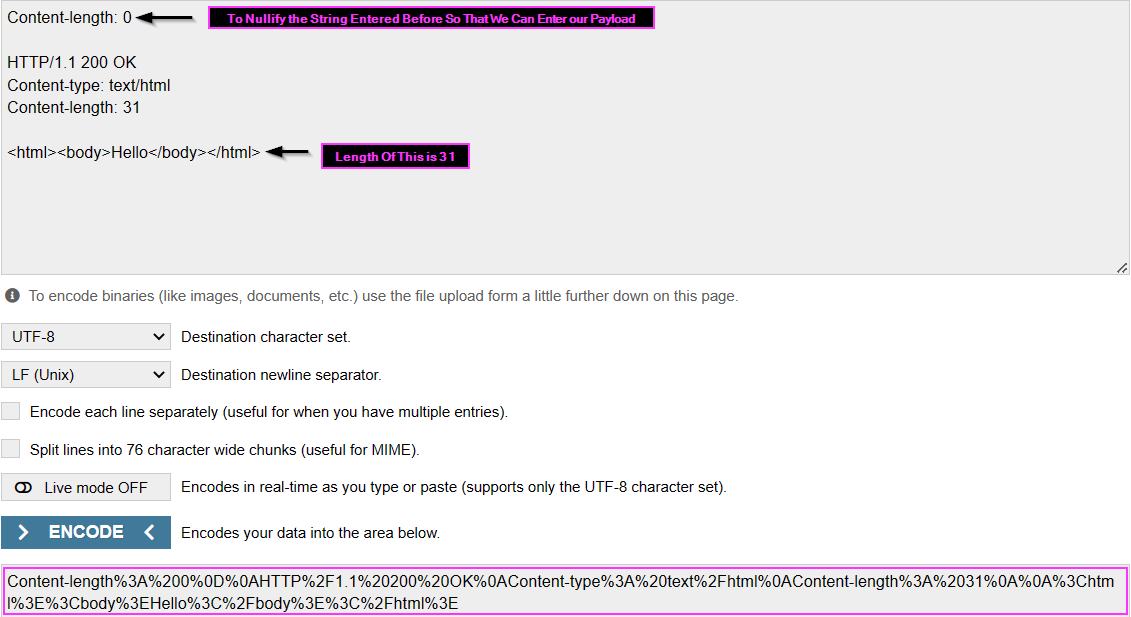 Content-length: 0
To Nullify the String Entered Before So That We Can Enter our Payload
HTTP/1.1 200 OK
Content-type: text/html
Content-length: 31
<html><body>Hello</body></html>
Length Of This is 31
To encode binaries (like images, documents, etc.) use the file upload form a little further down on this page.
UTF-8 Destination character set.
LF (Unix) Destination newline separator.
Encode each line separately (useful for when you have multiple entries).
Split lines into 76 character wide chunks (useful for MIME).
Live mode OFF Encodes in real-time as you type or paste (supports only the UTF-8 character set).
> ENCODE < Encodes your data into the area below.
Content-length%3A%200%0D%0AHTTP%2F1.1%20200%20OK%0AContent-type%3A%20text%2Fhtml%0AContent-length%3A%2031%0A%0A%3Chtm
l%3E%3Cbody%3EHello%3C%2Fbody%3E%3C%2Fhtml%3E